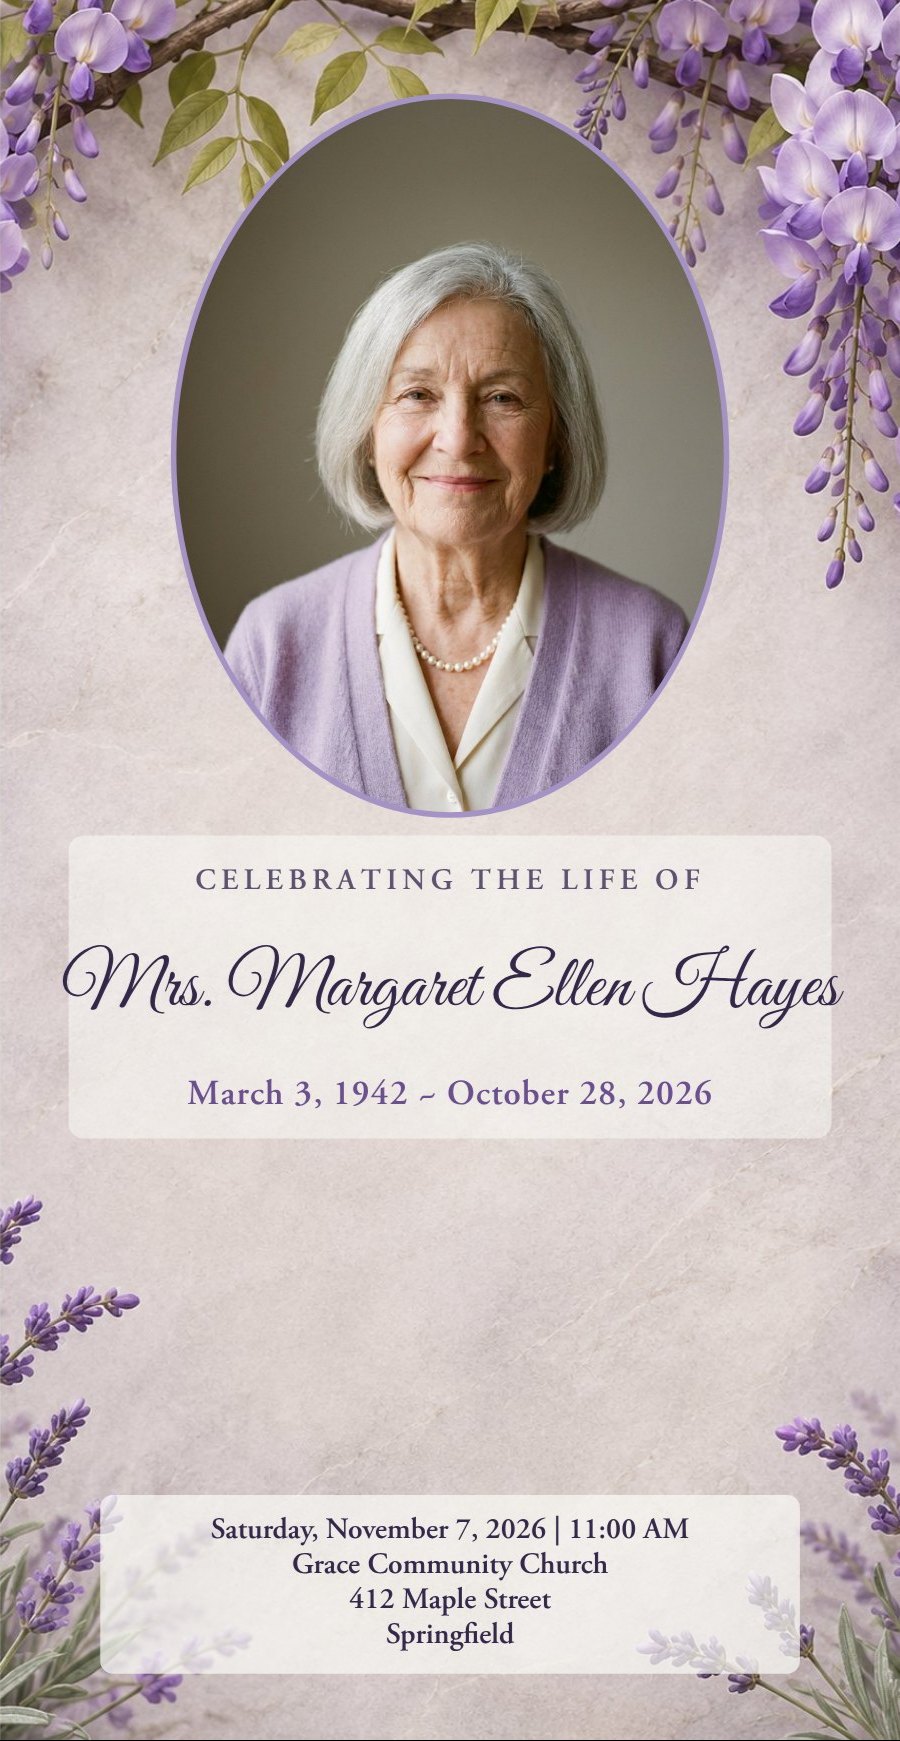 CELEBRATING THE LIFE OF
Mrs. Margaret Ellen Hayes
March 3, 1942 ~ October 28, 2026
Saturday, November 7, 2026 | 11:00 AM
Grace Community Church
412 Maple Street
Springfield